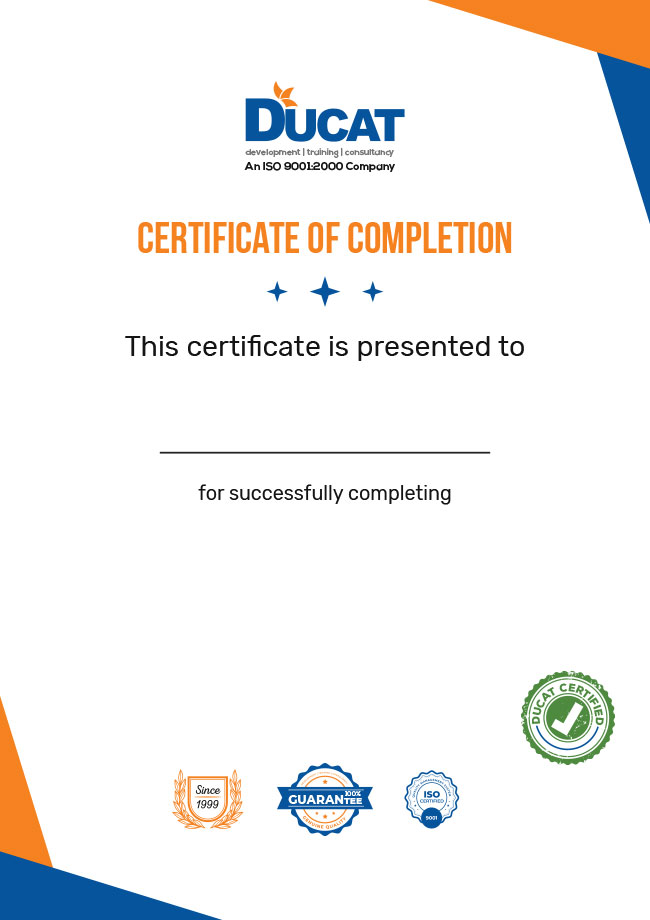 DUCAT
development | training | consultancy
An ISO 9001:2000 Company
CERTIFICATE OF COMPLETION
This certificate is presented to
for successfully completing
DUCAT CERTIFIED
Since
1999
100%
GUARANTEE
GENUINE QUALITY
ISO
CERTIFIED
9001